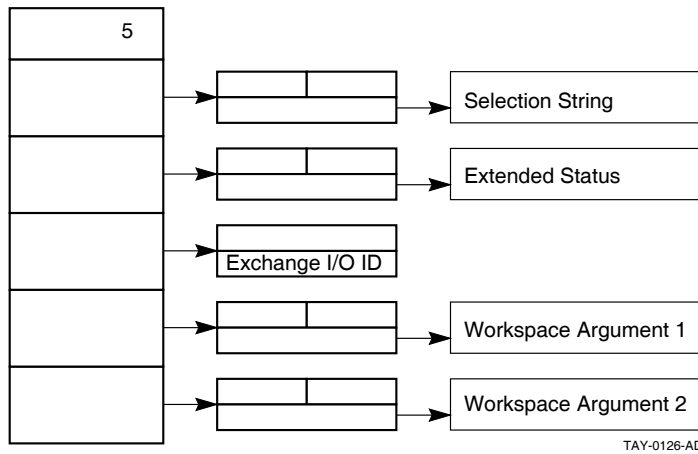 5
Selection String
Extended Status
Exchange I/O ID
Workspace Argument 1
Workspace Argument 2
TAY-0126-AD